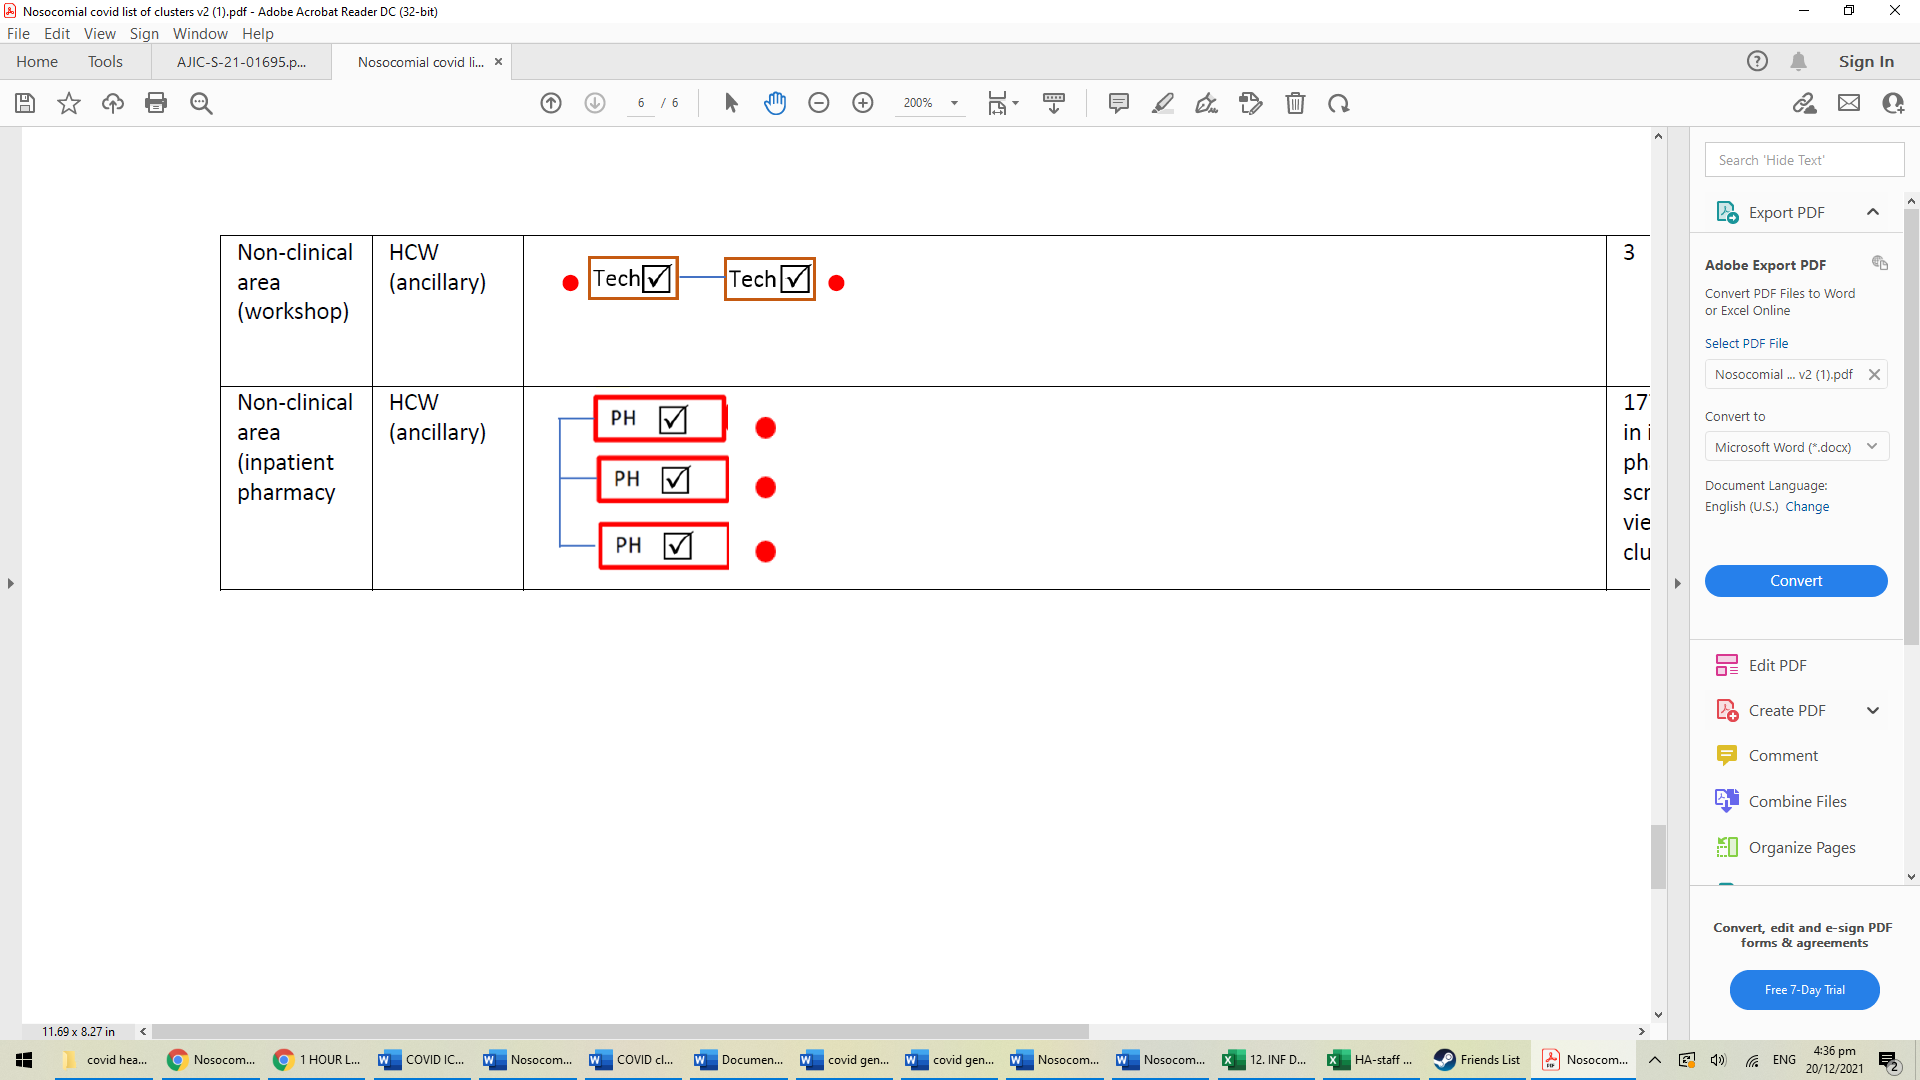 Nosocomial covid list of clusters v2 (1).pdf - Adobe Acrobat Reader DC (32-bit)
File Edit View Sign Window Help
Home Tools AJIC-S-21-01695.p... Nosocomial covid li... Sign In
6 / 6 200%
Search 'Hide Text'
Export PDF
Adobe Export PDF
Convert PDF Files to Word
or Excel Online
Select PDF File
Nosocomial ... v2 (1).pdf
Convert to
Microsoft Word (*.docx)
Document Language:
English (U.S.) Change
Convert
Edit PDF
Create PDF
Comment
Combine Files
Organize Pages
Convert, edit and e-sign PDF
forms & agreements
Free 7-Day Trial
Non-clinical
area
(workshop)
HCW
(ancillary)
Tech Tech
3
Non-clinical
area
(inpatient
pharmacy
HCW
(ancillary)
PH
PH
PH
17
in i
ph
scr
vie
clu
11.69 x 8.27 in
covid hea... Nosocom... 1 HOUR L... COVID IC... Nosocom... COVID cl... Documen... covid gen... covid gen... Nosocom... Nosocom... 12. INF D... HA-staff ... Friends List Nosocom... ENG 4:36 pm
20/12/2021 2